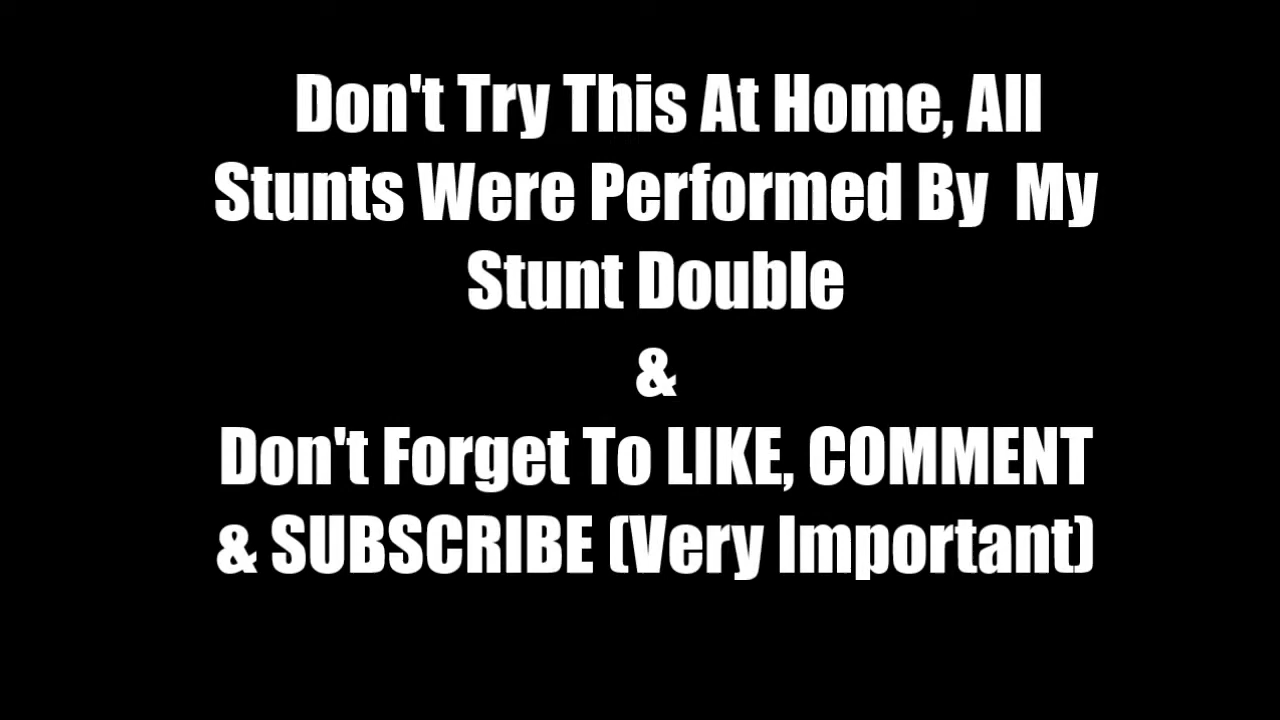 Don't Try This At Home, All
Stunts Were Performed By  My
Stunt Double
&
Don't Forget To LIKE, COMMENT
& SUBSCRIBE (Very Important)